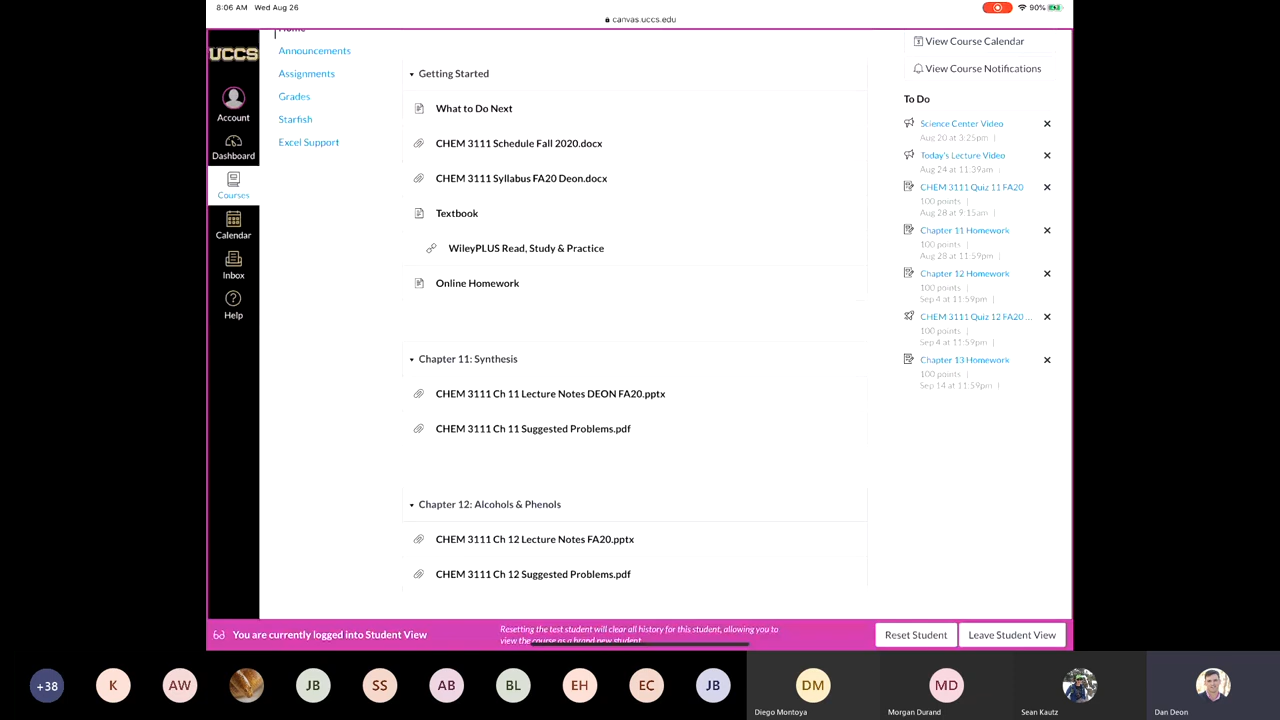 8:06 AM Wed Aug 26
90%
canvas.uccs.edu
UCCS
Account
Dashboard
Courses
Calendar
Inbox
Help
Home
Announcements
Assignments
Grades
Starfish
Excel Support
Getting Started
What to Do Next
CHEM 3111 Schedule Fall 2020.docx
CHEM 3111 Syllabus FA20 Deon.docx
Textbook
WileyPLUS Read, Study & Practice
Online Homework
Chapter 11: Synthesis
CHEM 3111 Ch 11 Lecture Notes DEON FA20.pptx
CHEM 3111 Ch 11 Suggested Problems.pdf
Chapter 12: Alcohols & Phenols
CHEM 3111 Ch 12 Lecture Notes FA20.pptx
CHEM 3111 Ch 12 Suggested Problems.pdf
View Course Calendar
View Course Notifications
To Do
Science Center Video
Aug 20 at 3:25pm |
Today's Lecture Video
Aug 24 at 11:39am |
CHEM 3111 Quiz 11 FA20
100 points |
Aug 28 at 9:15am |
Chapter 11 Homework
100 points |
Aug 28 at 11:59pm |
Chapter 12 Homework
100 points |
Sep 4 at 11:59pm |
CHEM 3111 Quiz 12 FA20 ...
100 points |
Sep 4 at 11:59pm |
Chapter 13 Homework
100 points |
Sep 14 at 11:59pm |
You are currently logged into Student View
Resetting the test student will clear all history for this student, allowing you to
view the course as a brand new student.
Reset Student
Leave Student View
+38
K
AW
JB
SS
AB
BL
EH
EC
JB
DM
Diego Montoya
MD
Morgan Durand
Sean Kautz
Dan Deon